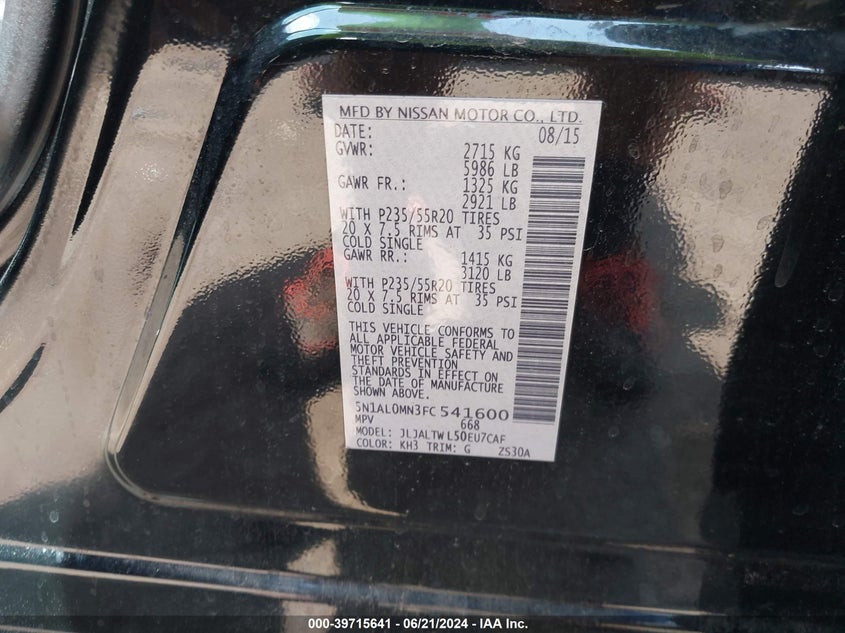 MFD BY NISSAN MOTOR CO., LTD.
DATE: 08/15
GVWR: 2715 KG
5986 LB
GAWR FR.: 1325 KG
2921 LB
WITH P235/55R20 TIRES
20 X 7.5 RIMS AT 35 PSI
COLD SINGLE
GAWR RR.: 1415 KG
3120 LB
WITH P235/55R20 TIRES
20 X 7.5 RIMS AT 35 PSI
COLD SINGLE
THIS VEHICLE CONFORMS TO
ALL APPLICABLE FEDERAL
MOTOR VEHICLE SAFETY AND
THEFT PREVENTION
STANDARDS IN EFFECT ON
THE DATE OF MANUFACTURE
SHOWN ABOVE.
5N1AL0MN3FC 541600
MPV 668
MODEL: JLJALTW L50EU7CAF
COLOR: KH3 TRIM: G ZS30A
000-39715641 - 06/21/2024 - IAA Inc.